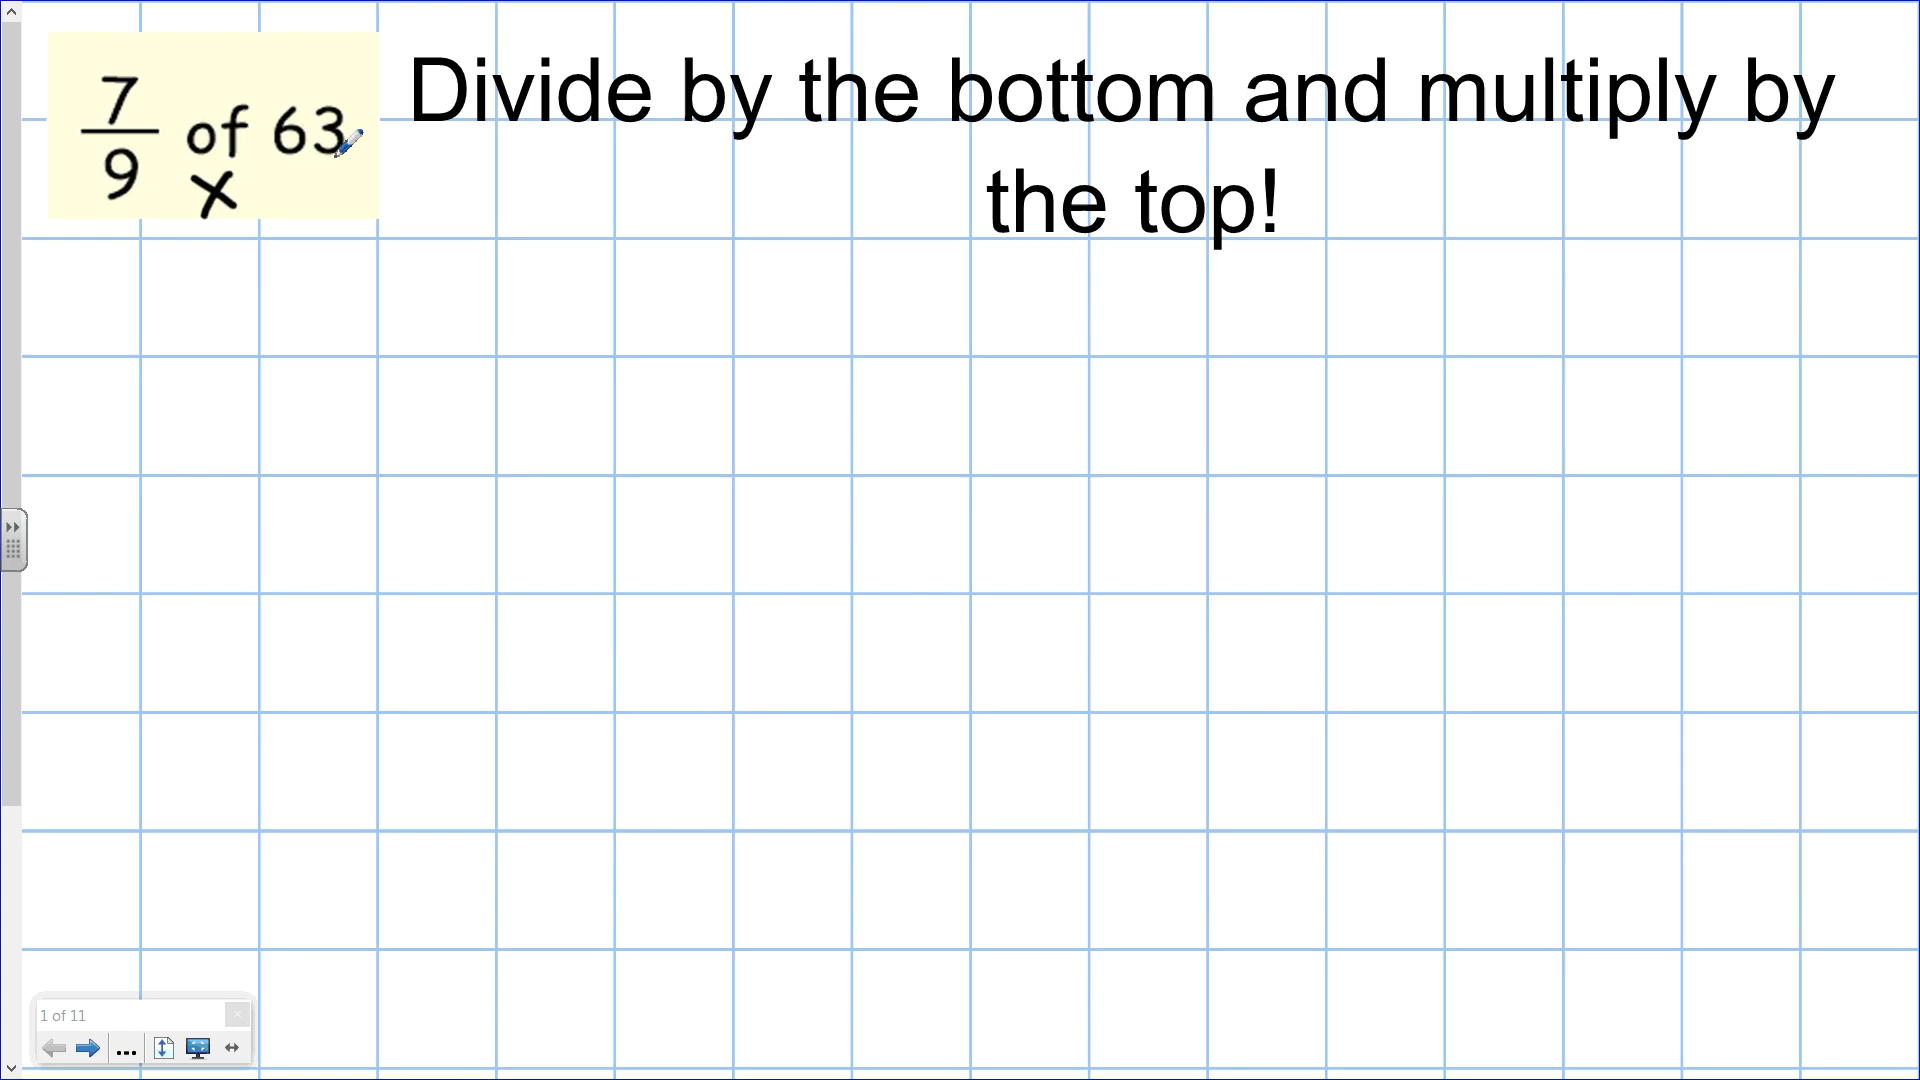 7/9 of 63
x
Divide by the bottom and multiply by
the top!
1 of 11
...